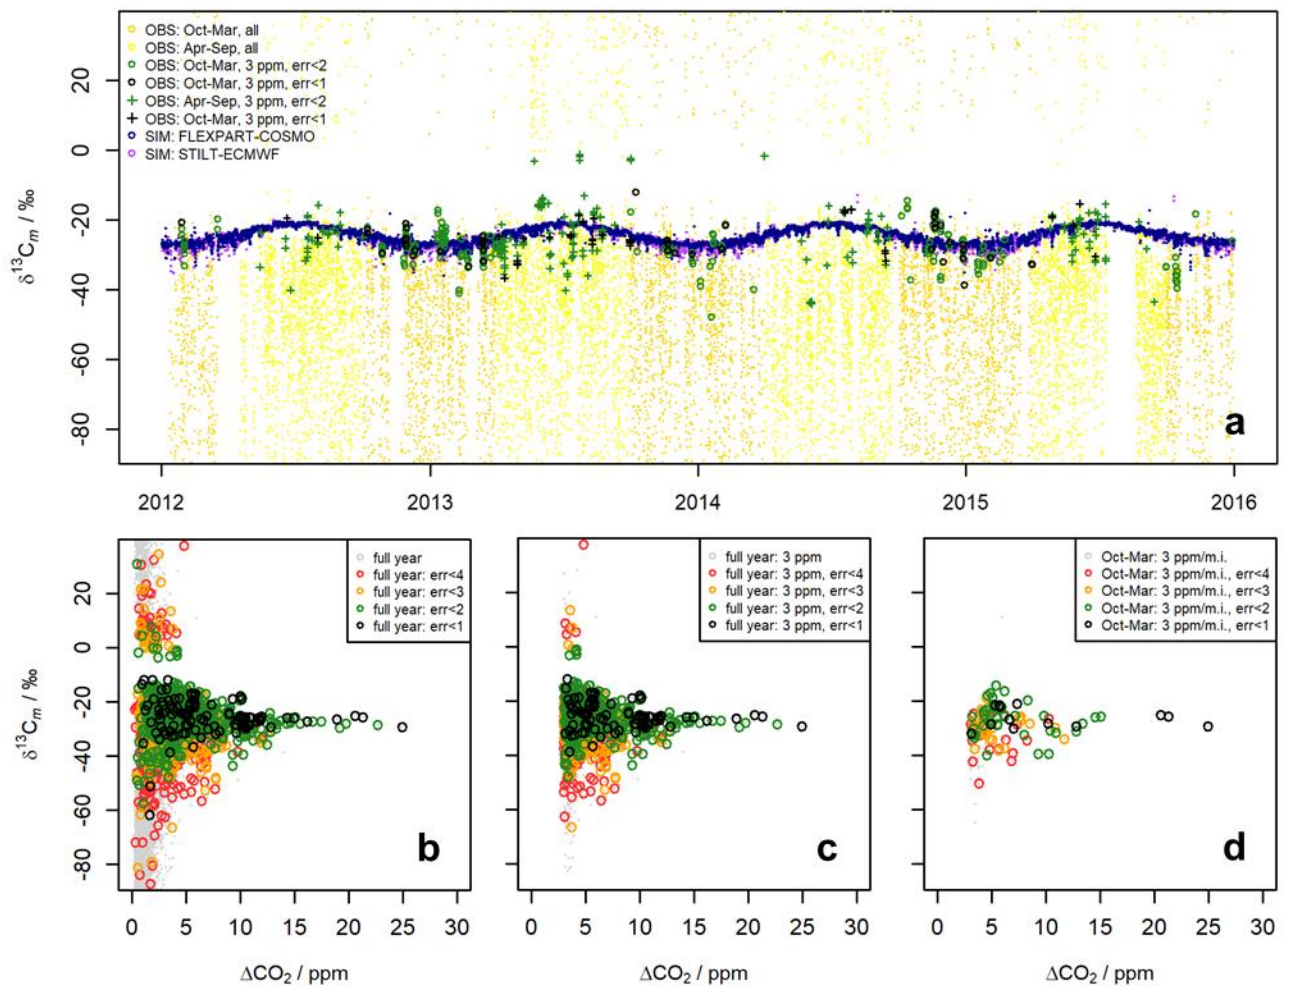 OBS: Oct-Mar, all
OBS: Apr-Sep, all
OBS: Oct-Mar, 3 ppm, err<2
OBS: Oct-Mar, 3 ppm, err<1
OBS: Apr-Sep, 3 ppm, err<2
OBS: Oct-Mar, 3 ppm, err<1
SIM: FLEXPART-COSMO
SIM: STILT-ECMWF
20
0
-20
-40
-60
-80
δ¹³Cₘ / ‰
a
2012
2013
2014
2015
2016
full year
full year: err<4
full year: err<3
full year: err<2
full year: err<1
20
0
-20
-40
-60
-80
δ¹³Cₘ / ‰
b
0 5 10 15 20 25 30
ΔCO₂ / ppm
full year: 3 ppm
full year: 3 ppm, err<4
full year: 3 ppm, err<3
full year: 3 ppm, err<2
full year: 3 ppm, err<1
c
0 5 10 15 20 25 30
ΔCO₂ / ppm
Oct-Mar: 3 ppm/m.i.
Oct-Mar: 3 ppm/m.i., err<4
Oct-Mar: 3 ppm/m.i., err<3
Oct-Mar: 3 ppm/m.i., err<2
Oct-Mar: 3 ppm/m.i., err<1
d
0 5 10 15 20 25 30
ΔCO₂ / ppm